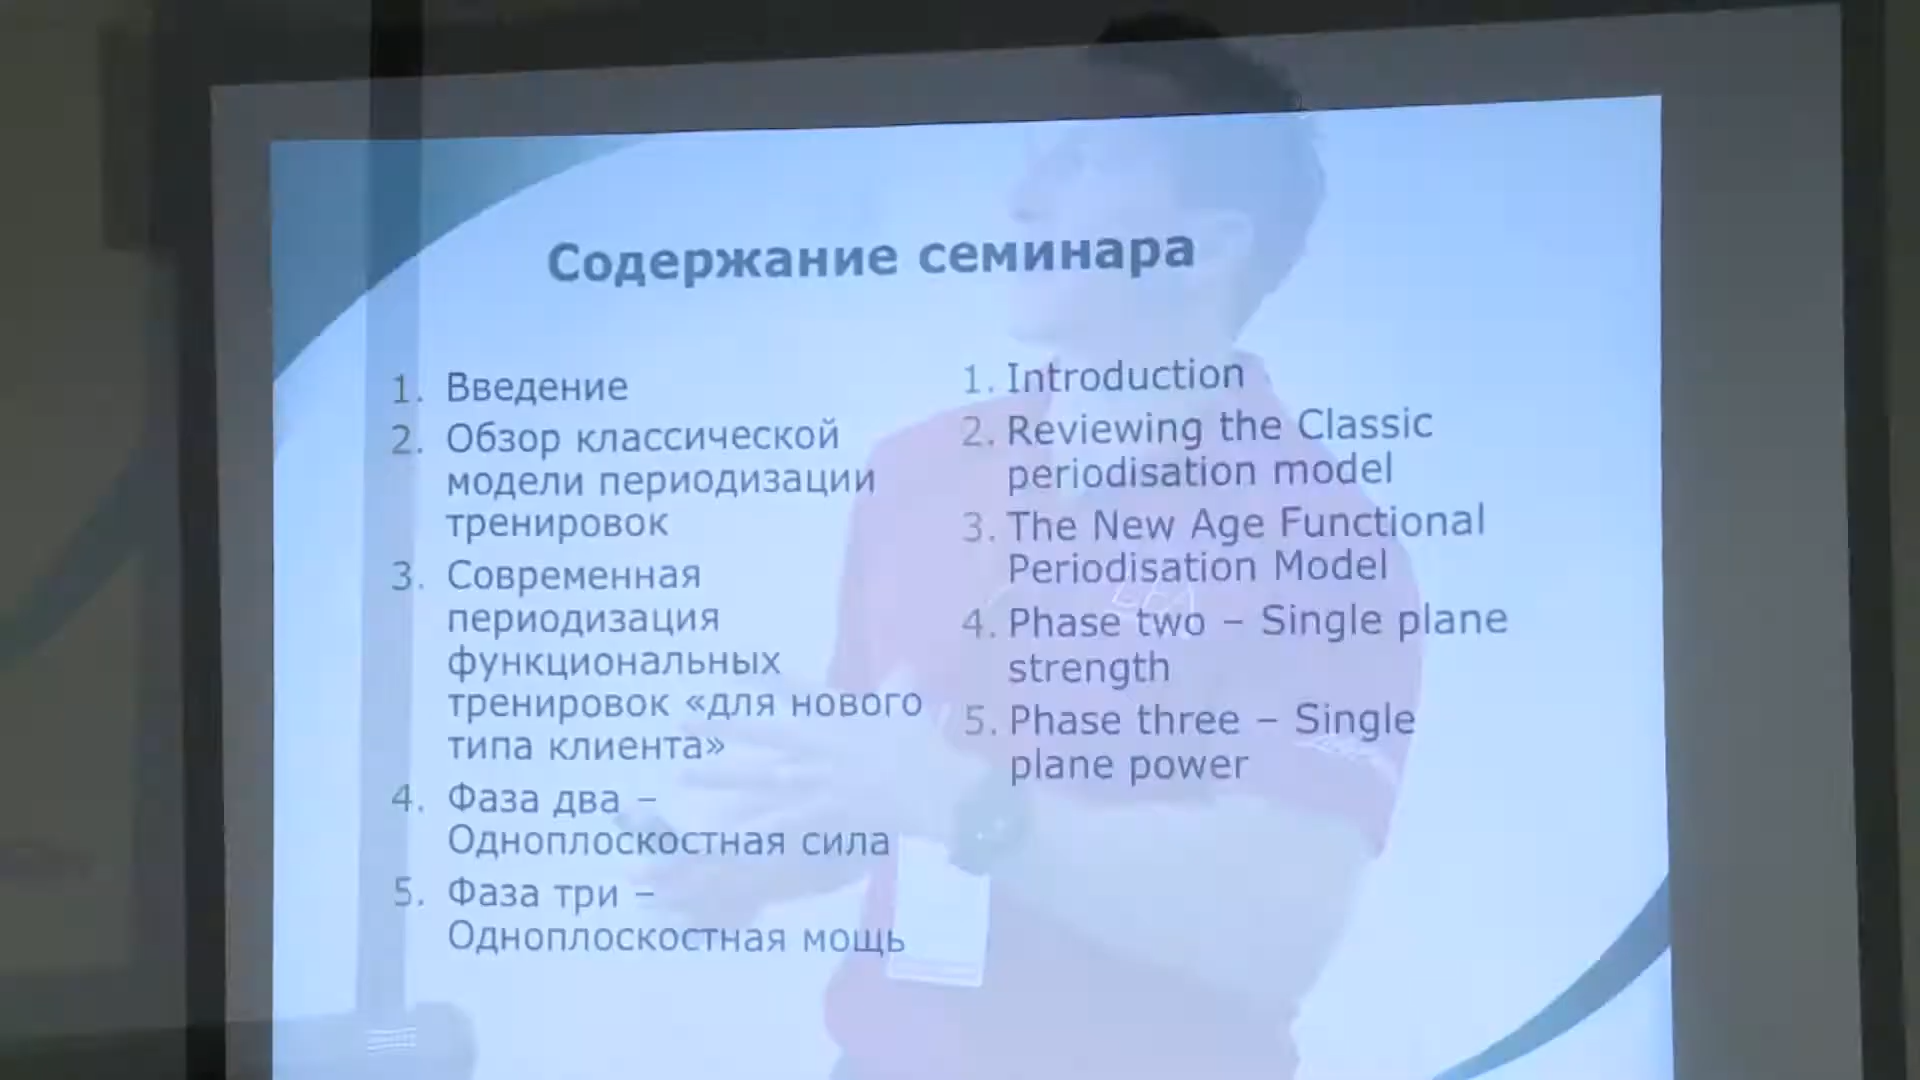 Содержание семинара
1. Введение
2. Обзор классической
модели периодизации
тренировок
3. Современная
периодизация
функциональных
тренировок «для нового
типа клиента»
4. Фаза два –
Одноплоскостная сила
5. Фаза три –
Одноплоскостная мощь
1. Introduction
2. Reviewing the Classic
periodisation model
3. The New Age Functional
Periodisation Model
4. Phase two – Single plane
strength
5. Phase three – Single
plane power